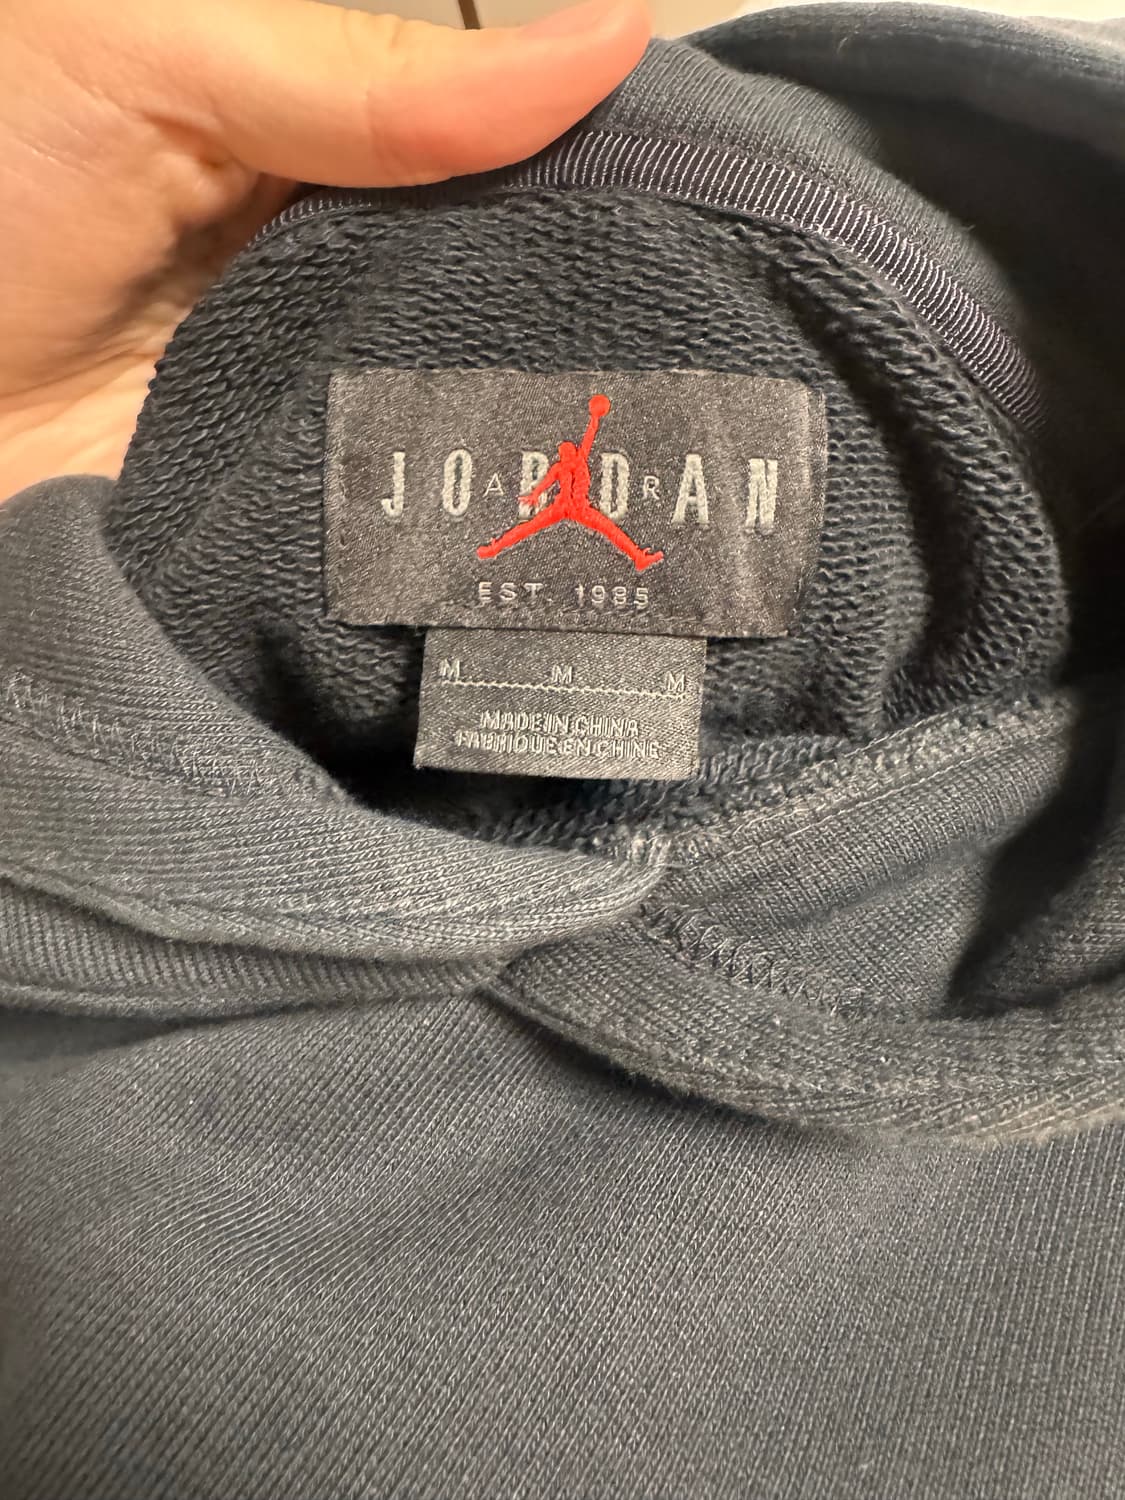 JORDAN
A I R
EST. 1985
M M M
MADE IN CHINA
FABRIQUE EN CHINE